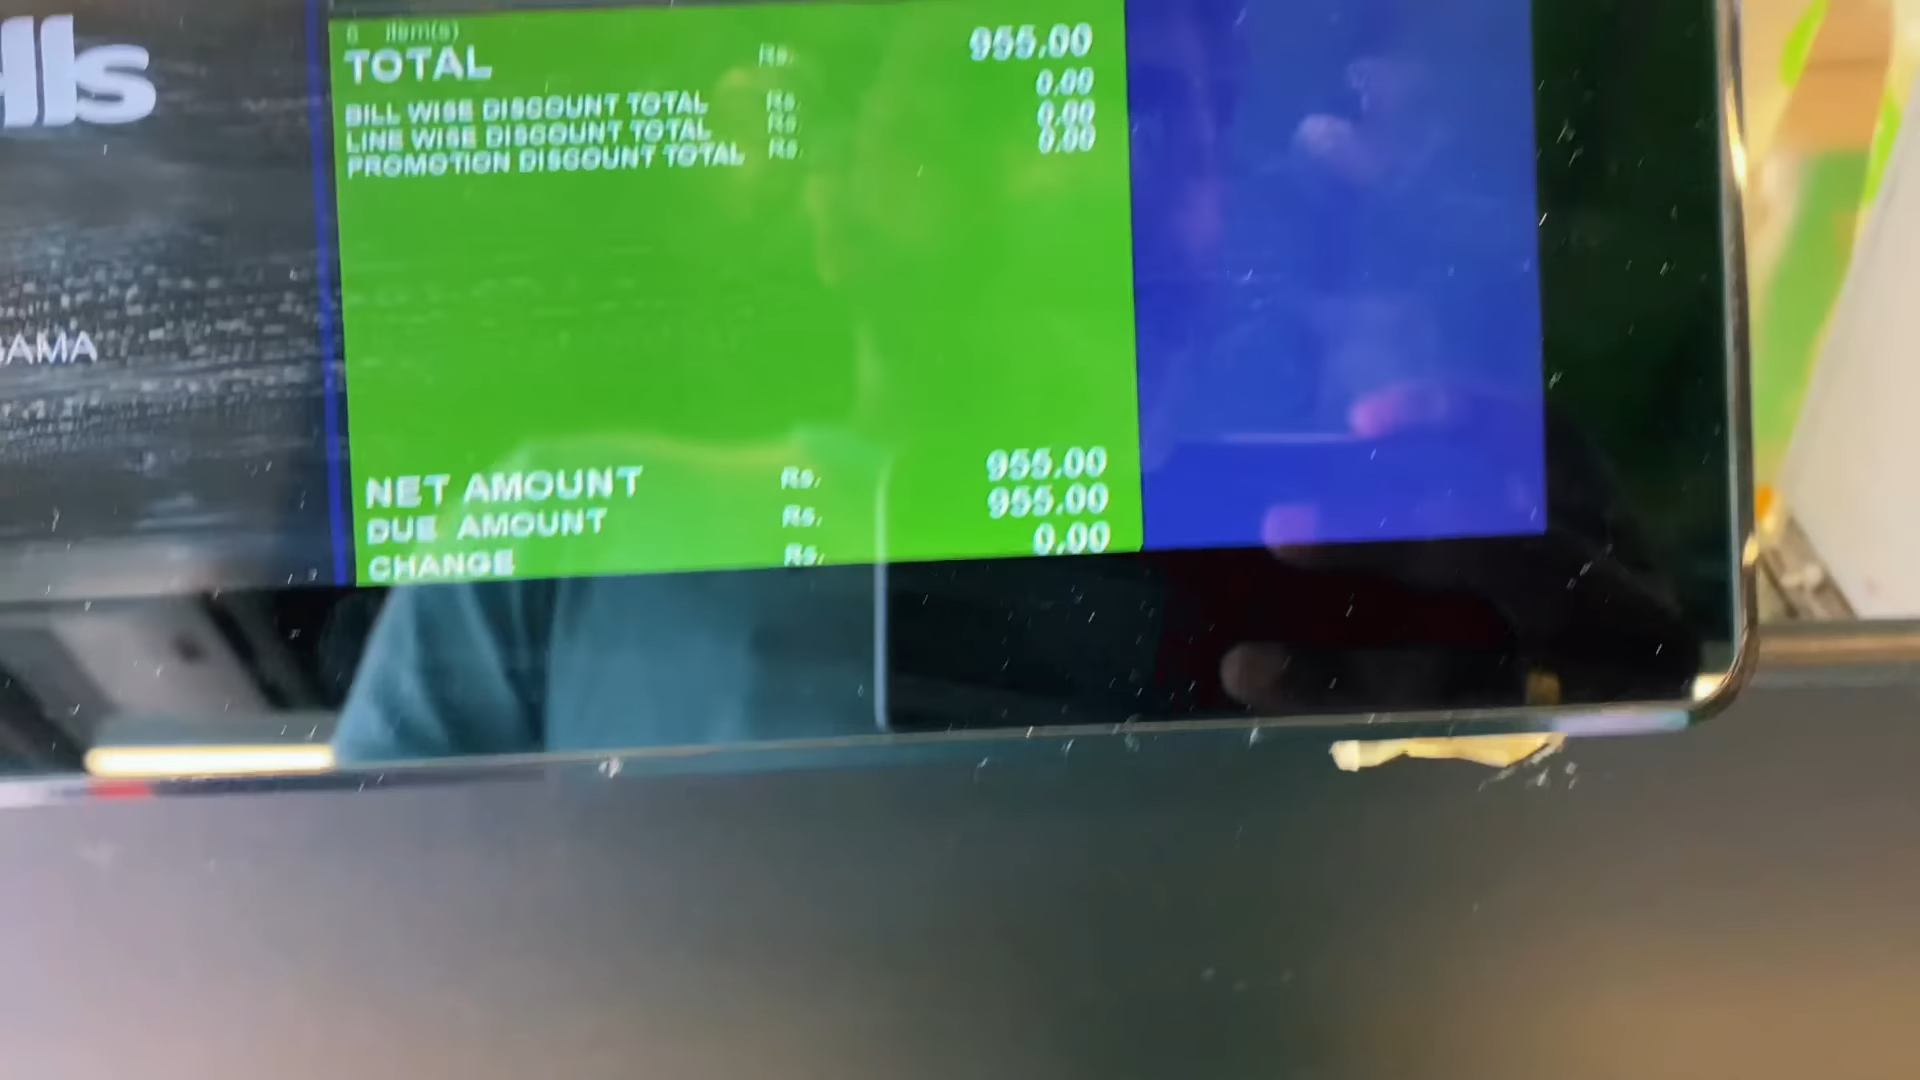 lls
GAMA
item(s)
TOTAL Rs. 955.00
BILL WISE DISCOUNT TOTAL Rs. 0.00
LINE WISE DISCOUNT TOTAL Rs. 0.00
PROMOTION DISCOUNT TOTAL Rs. 0.00
NET AMOUNT Rs. 955.00
DUE AMOUNT Rs. 955.00
CHANGE Rs. 0.00